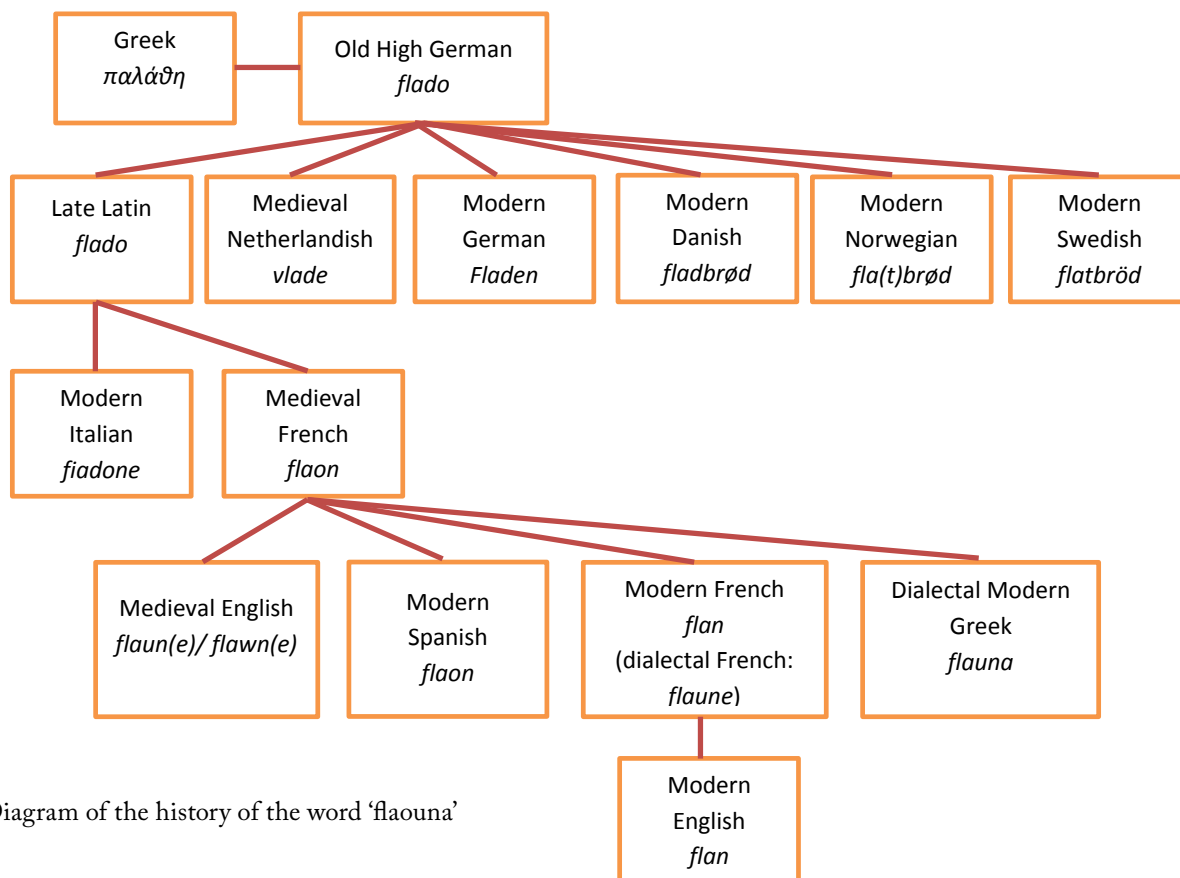 Greek
παλάϑη
Old High German
flado
Late Latin
flado
Medieval
Netherlandish
vlade
Modern
German
Fladen
Modern
Danish
fladbrød
Modern
Norwegian
fla(t)brød
Modern
Swedish
flatbröd
Modern
Italian
fiadone
Medieval
French
flaon
Medieval English
flaun(e)/ flawn(e)
Modern
Spanish
flaon
Modern French
flan
(dialectal French:
flaune)
Dialectal Modern
Greek
flauna
Modern
English
flan
Diagram of the history of the word ‘flaouna’